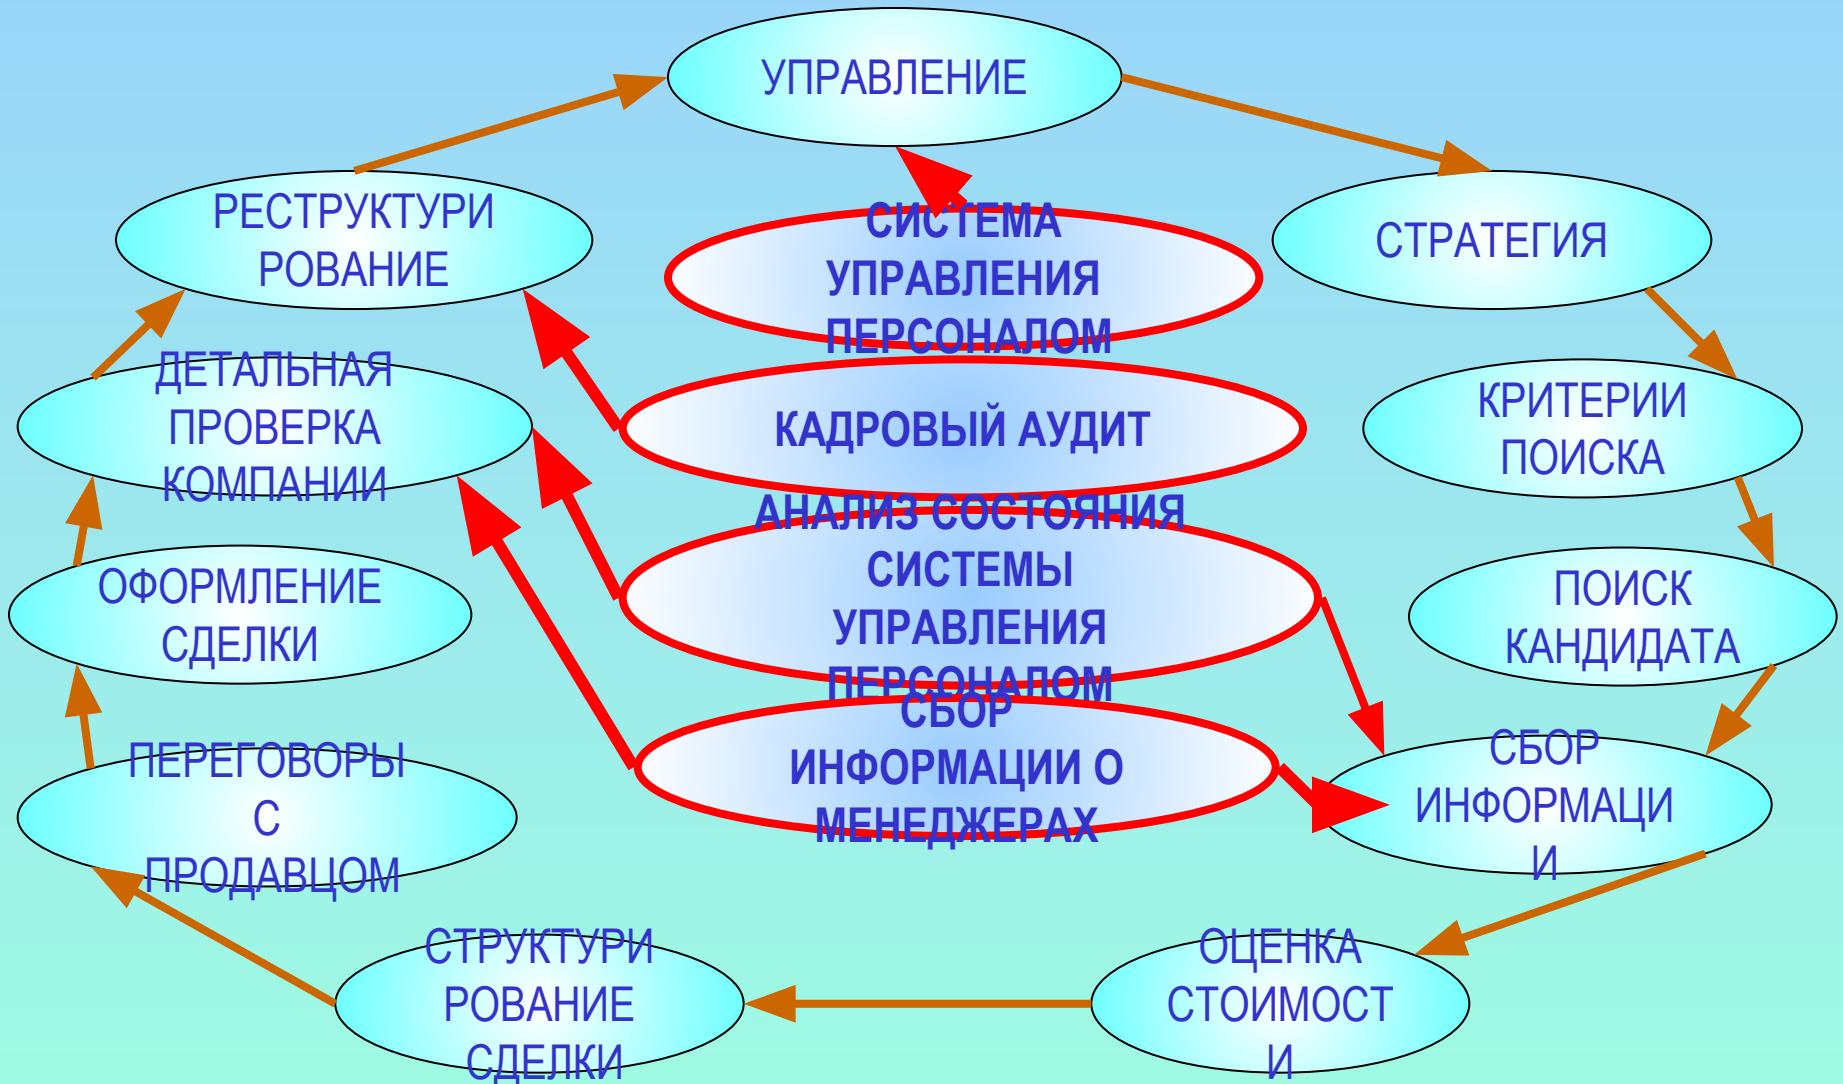 УПРАВЛЕНИЕ
РЕСТРУКТУРИ
РОВАНИЕ
СИСТЕМА
УПРАВЛЕНИЯ
ПЕРСОНАЛОМ
СТРАТЕГИЯ
ДЕТАЛЬНАЯ
ПРОВЕРКА
КОМПАНИИ
КАДРОВЫЙ АУДИТ
КРИТЕРИИ
ПОИСКА
АНАЛИЗ СОСТОЯНИЯ
СИСТЕМЫ
УПРАВЛЕНИЯ
ПЕРСОНАЛОМ
ОФОРМЛЕНИЕ
СДЕЛКИ
ПОИСК
КАНДИДАТА
ПЕРЕГОВОРЫ
С
ПРОДАВЦОМ
СБОР
ИНФОРМАЦИИ О
МЕНЕДЖЕРАХ
СБОР
ИНФОРМАЦИ
И
СТРУКТУРИ
РОВАНИЕ
СДЕЛКИ
ОЦЕНКА
СТОИМОСТ
И